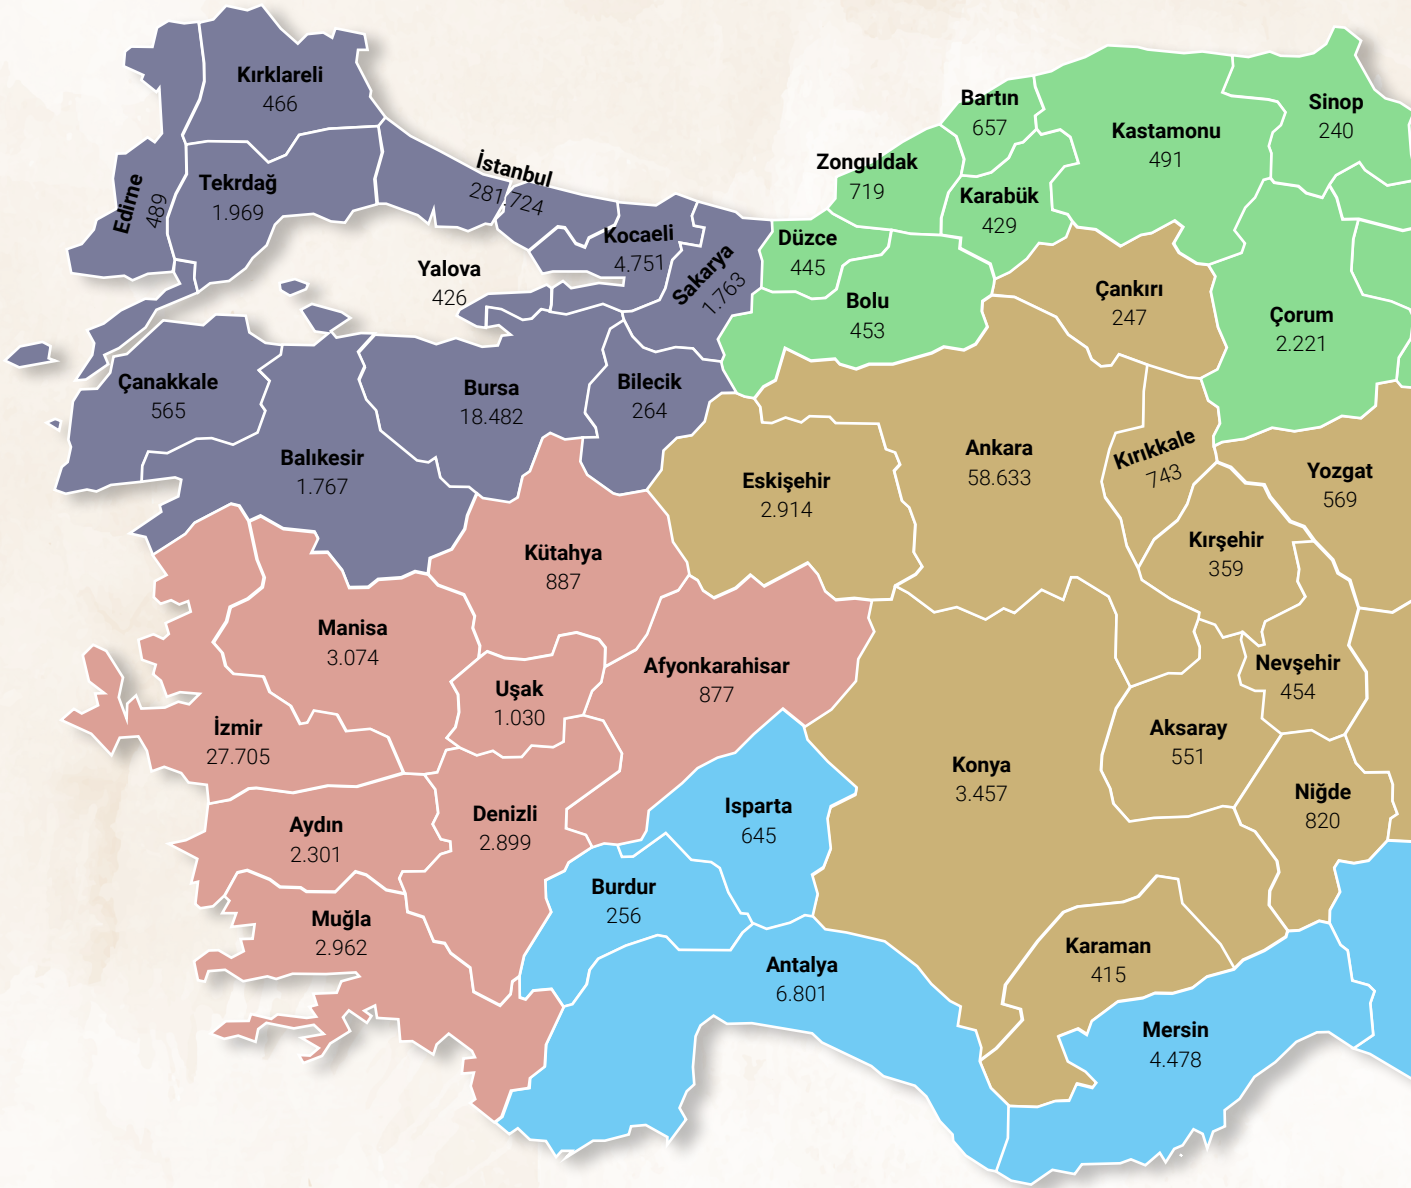 Kırklareli
466
Edirne
489
Tekrdağ
1.969
İstanbul
281.724
Kocaeli
4.751
Sakarya
1.763
Yalova
426
Çanakkale
565
Balıkesir
1.767
Bursa
18.482
Bilecik
264
Bartın
657
Zonguldak
719
Karabük
429
Kastamonu
491
Sinop
240
Düzce
445
Bolu
453
Çankırı
247
Çorum
2.221
Eskişehir
2.914
Ankara
58.633
Kırıkkale
743
Yozgat
569
Kırşehir
359
Kütahya
887
Manisa
3.074
Uşak
1.030
Afyonkarahisar
877
İzmir
27.705
Aydın
2.301
Denizli
2.899
Muğla
2.962
Nevşehir
454
Aksaray
551
Konya
3.457
Niğde
820
Karaman
415
Isparta
645
Burdur
256
Antalya
6.801
Mersin
4.478